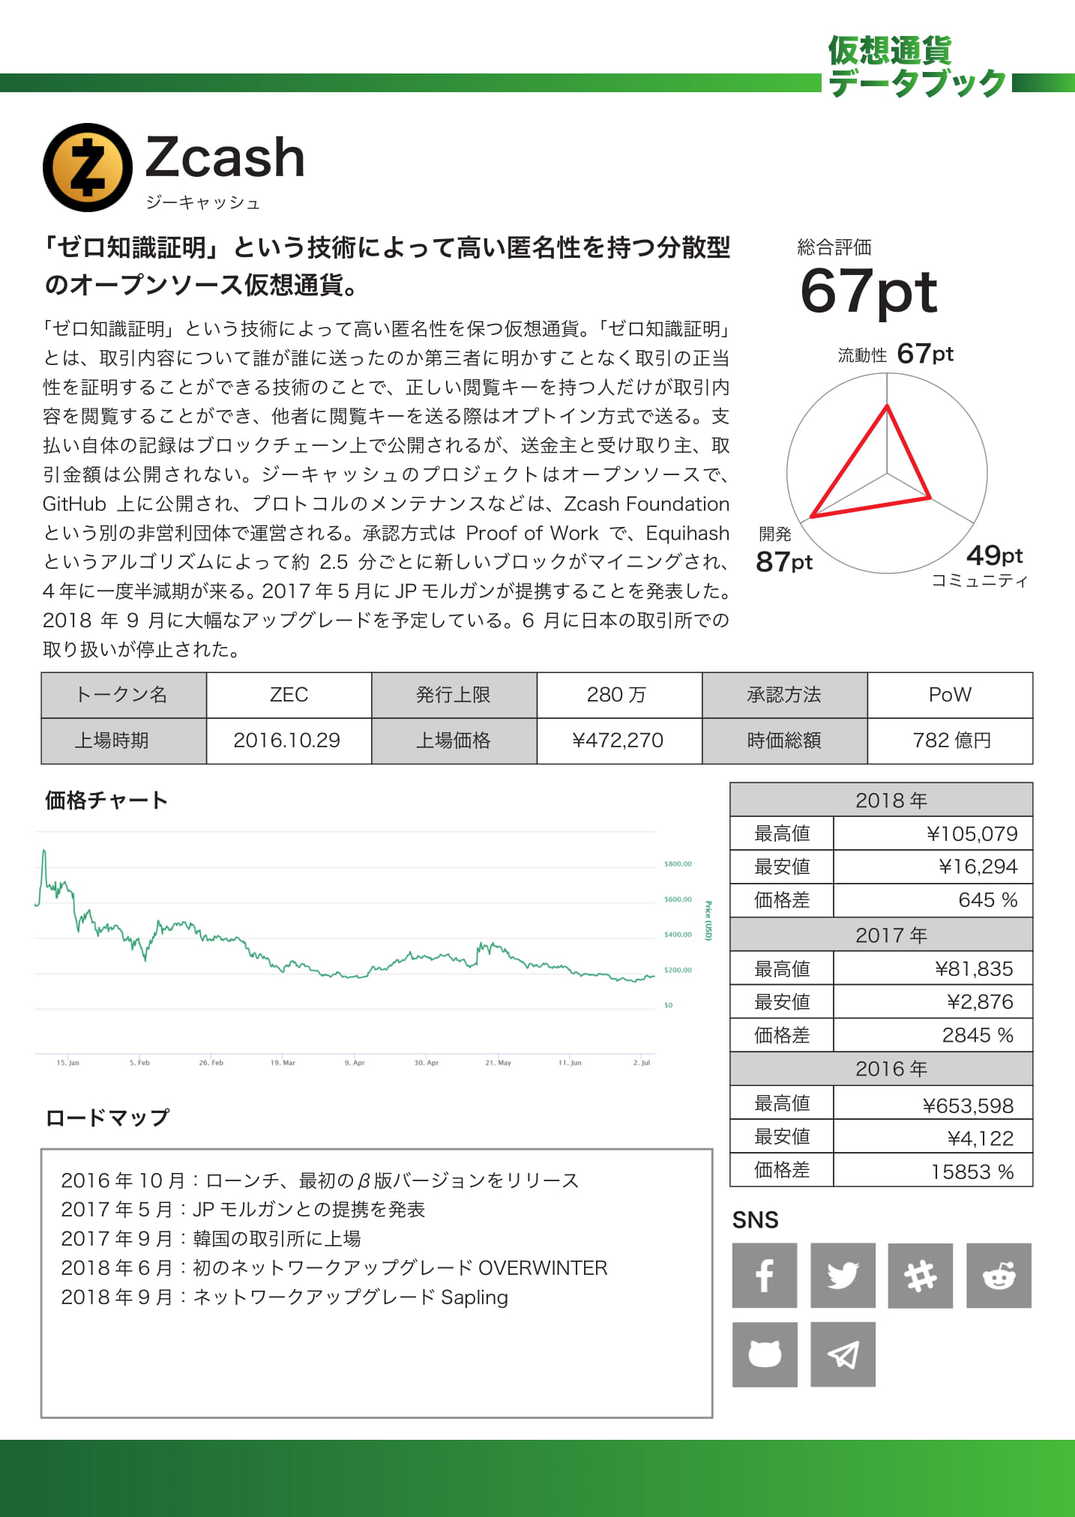 仮想通貨
データブック
Zcash
ジーキャッシュ
「ゼロ知識証明」という技術によって高い匿名性を持つ分散型
のオープンソース仮想通貨。
「ゼロ知識証明」という技術によって高い匿名性を保つ仮想通貨。「ゼロ知識証明」
とは、取引内容について誰が誰に送ったのか第三者に明かすことなく取引の正当
性を証明することができる技術のことで、正しい閲覧キーを持つ人だけが取引内
容を閲覧することができ、他者に閲覧キーを送る際はオプトイン方式で送る。支
払い自体の記録はブロックチェーン上で公開されるが、送金主と受け取り主、取
引金額は公開されない。ジーキャッシュのプロジェクトはオープンソースで、
GitHub 上に公開され、プロトコルのメンテナンスなどは、Zcash Foundation
という別の非営利団体で運営される。承認方式は Proof of Work で、Equihash
というアルゴリズムによって約 2.5 分ごとに新しいブロックがマイニングされ、
4 年に一度半減期が来る。2017 年 5 月に JP モルガンが提携することを発表した。
2018 年 9 月に大幅なアップグレードを予定している。6 月に日本の取引所での
取り扱いが停止された。
総合評価
67pt
流動性 67pt
開発
87pt
49pt
コミュニティ
トークン名 ZEC 発行上限 280 万 承認方法 PoW
上場時期 2016.10.29 上場価格 ¥472,270 時価総額 782 億円
価格チャート
$800.00
$600.00
$400.00
$200.00
$0
Price (USD)
15. Jan 5. Feb 26. Feb 19. Mar 9. Apr 30. Apr 21. May 11. Jun 2. Jul
2018 年
最高値 ¥105,079
最安値 ¥16,294
価格差 645 %
2017 年
最高値 ¥81,835
最安値 ¥2,876
価格差 2845 %
2016 年
最高値 ¥653,598
最安値 ¥4,122
価格差 15853 %
ロードマップ
2016 年 10 月：ローンチ、最初のβ版バージョンをリリース
2017 年 5 月：JP モルガンとの提携を発表
2017 年 9 月：韓国の取引所に上場
2018 年 6 月：初のネットワークアップグレード OVERWINTER
2018 年 9 月：ネットワークアップグレード Sapling
SNS